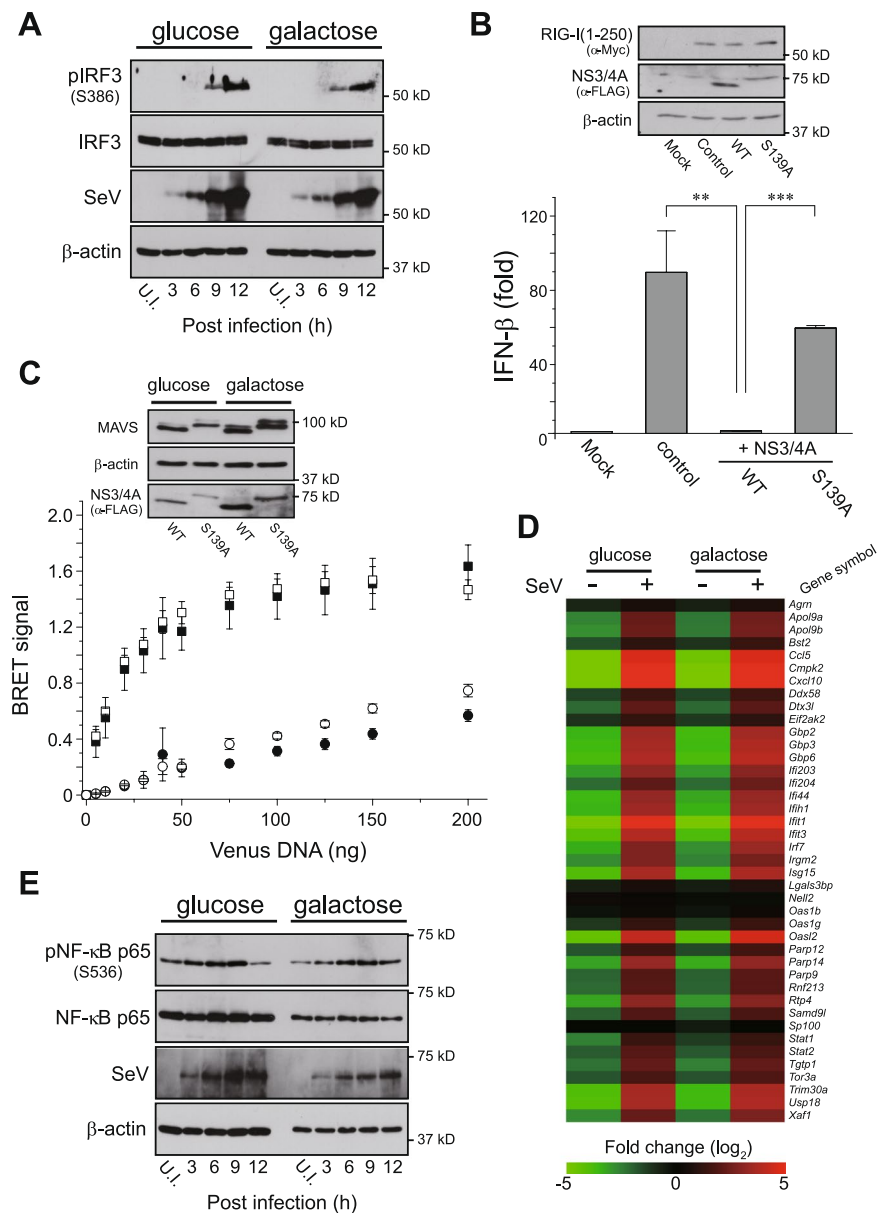 A
glucose galactose
pIRF3
(S386)
50 kD
IRF3
50 kD
SeV
50 kD
β-actin
37 kD
U.I. 3 6 9 12 U.I. 3 6 9 12
Post infection (h)
B
RIG-I(1-250)
(α-Myc)
50 kD
NS3/4A
(α-FLAG)
75 kD
β-actin
37 kD
Mock Control WT S139A
** ***
120
80
60
40
0
IFN-β (fold)
Mock control WT S139A
+ NS3/4A
C
glucose galactose
MAVS
100 kD
β-actin
37 kD
NS3/4A
(α-FLAG)
75 kD
WT S139A WT S139A
2.0
1.6
1.2
0.8
0.4
0
BRET signal
0 50 100 150 200
Venus DNA (ng)
D
glucose galactose
SeV − + − + Gene symbol
Agrn
Apol9a
Apol9b
Bst2
Ccl5
Cmpk2
Cxcl10
Ddx58
Dtx3l
Eif2ak2
Gbp2
Gbp3
Gbp6
Ifi203
Ifi204
Ifi44
Ifih1
Ifit1
Ifit3
Irf7
Irgm2
Isg15
Lgals3bp
Nell2
Oas1b
Oas1g
Oasl2
Parp12
Parp14
Parp9
Rnf213
Rtp4
Samd9l
Sp100
Stat1
Stat2
Tgtp1
Tor3a
Trim30a
Usp18
Xaf1
Fold change (log2)
-5 0 5
E
glucose galactose
75 kD
pNF-κB p65
(S536)
75 kD
NF-κB p65
75 kD
SeV
β-actin
37 kD
U.I. 3 6 9 12 U.I. 3 6 9 12
Post infection (h)